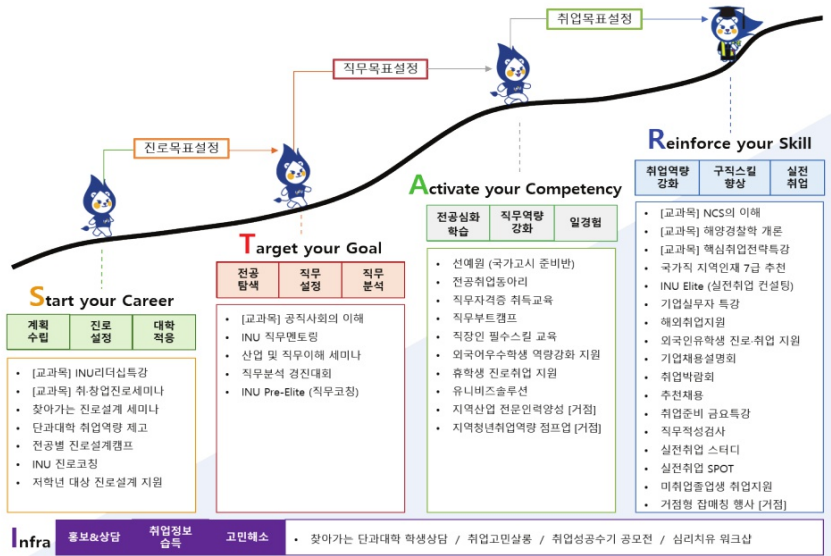 취업목표설정
직무목표설정
진로목표설정
Start your Career
계획
수립
진로
설정
대학
적응
• [교과목] INU리더십특강
• [교과목] 취·창업진로세미나
• 찾아가는 진로설계 세미나
• 단과대학 취업역량 제고
• 전공별 진로설계캠프
• INU 진로코칭
• 저학년 대상 진로설계 지원
Target your Goal
전공
탐색
직무
설정
직무
분석
• [교과목] 공직사회의 이해
• INU 직무멘토링
• 산업 및 직무이해 세미나
• 직무분석 경진대회
• INU Pre-Elite (직무코칭)
Activate your Competency
전공심화
학습
직무역량
강화
일경험
• 선예원 (국가고시 준비반)
• 전공취업동아리
• 직무자격증 취득교육
• 직무부트캠프
• 직장인 필수스킬 교육
• 외국어우수학생 역량강화 지원
• 휴학생 진로취업 지원
• 유니비즈솔루션
• 지역산업 전문인력양성 [거점]
• 지역청년취업역량 점프업 [거점]
Reinforce your Skill
취업역량
강화
구직스킬
향상
실전
취업
• [교과목] NCS의 이해
• [교과목] 해양경찰학 개론
• [교과목] 핵심취업전략특강
• 국가직 지역인재 7급 추천
• INU Elite (실전취업 컨설팅)
• 기업실무자 특강
• 해외취업지원
• 외국인유학생 진로·취업 지원
• 기업채용설명회
• 취업박람회
• 추천채용
• 취업준비 금요특강
• 직무적성검사
• 실전취업 스터디
• 실전취업 SPOT
• 미취업졸업생 취업지원
• 거점형 잡매칭 행사 [거점]
Infra
홍보&상담
취업정보
습득
고민해소
• 찾아가는 단과대학 학생상담 / 취업고민살롱 / 취업성공수기 공모전 / 심리치유 워크샵